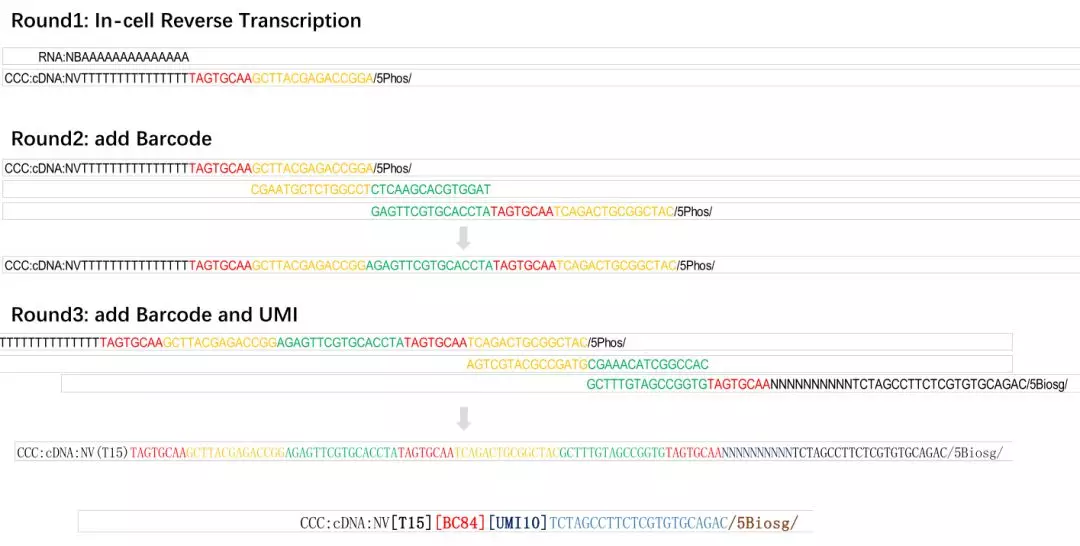 Round1: In-cell Reverse Transcription
RNA:NBAAAAAAAAAAAAAA
CCC:cDNA:NVTTTTTTTTTTTTTTTTAGTGCAAGCTTACGAGACCGGA/5Phos/
Round2: add Barcode
CCC:cDNA:NVTTTTTTTTTTTTTTTTAGTGCAAGCTTACGAGACCGGA/5Phos/
CGAATGCTCTGGCCTCTCAAGCACGTGGAT
GAGTTCGTGCACCTATAGTGCAATCAGACTGCGGCTAC/5Phos/
CCC:cDNA:NVTTTTTTTTTTTTTTTTAGTGCAAGCTTACGAGACCGGAGAGTTCGTGCACCTATAGTGCAATCAGACTGCGGCTAC/5Phos/
Round3: add Barcode and UMI
TTTTTTTTTTTTTTTAGTGCAAGCTTACGAGACCGGAGAGTTCGTGCACCTATAGTGCAATCAGACTGCGGCTAC/5Phos/
AGTCGTACGCCGATGCGAAACATCGGCCAC
GCTTTGTAGCCGGTGTAGTGCAANNNNNNNNNNTCTAGCCTTCTCGTGTGCAGAC/5Biosg/
CCC:cDNA:NV(T15)TAGTGCAAGCTTACGAGACCGGAGAGTTCGTGCACCTATAGTGCAATCAGACTGCGGCTACGCTTTGTAGCCGGTGTAGTGCAANNNNNNNNNNTCTAGCCTTCTCGTGTGCAGAC/5Biosg/
CCC:cDNA:NV[T15][BC84][UMI10]TCTAGCCTTCTCGTGTGCAGAC/5Biosg/